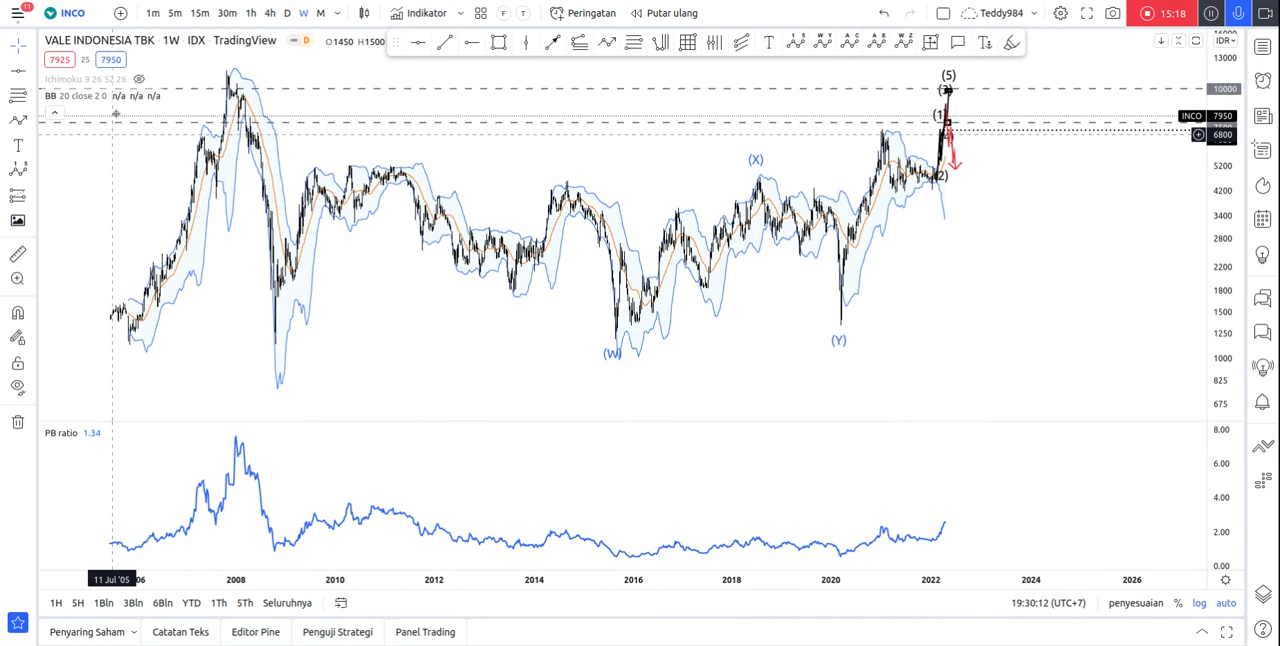 11
INCO
1m 5m 15m 30m 1h 4h D W M
Indikator
F T
Peringatan
Putar ulang
Teddy984
15:18
VALE INDONESIA TBK · 1W · IDX · TradingView
D
O1450 H1500
IDR
7925 25 7950
Ichimoku 9 26 52 26
BB 20 close 2 0 n/a n/a n/a
13000
10000
INCO 7950
6800
5200
4200
3400
2800
2200
1800
1500
1250
1000
825
675
(5)
(1)
(2)
(X)
(W)
(Y)
PB ratio 1.34
8.00
6.00
4.00
2.00
0.00
11 Jul '05
06 2008 2010 2012 2014 2016 2018 2020 2022 2024 2026
1H 5H 1Bln 3Bln 6Bln YTD 1Th 5Th Seluruhnya
19:30:12 (UTC+7)
penyesuaian % log auto
Penyaring Saham
Catatan Teks
Editor Pine
Penguji Strategi
Panel Trading